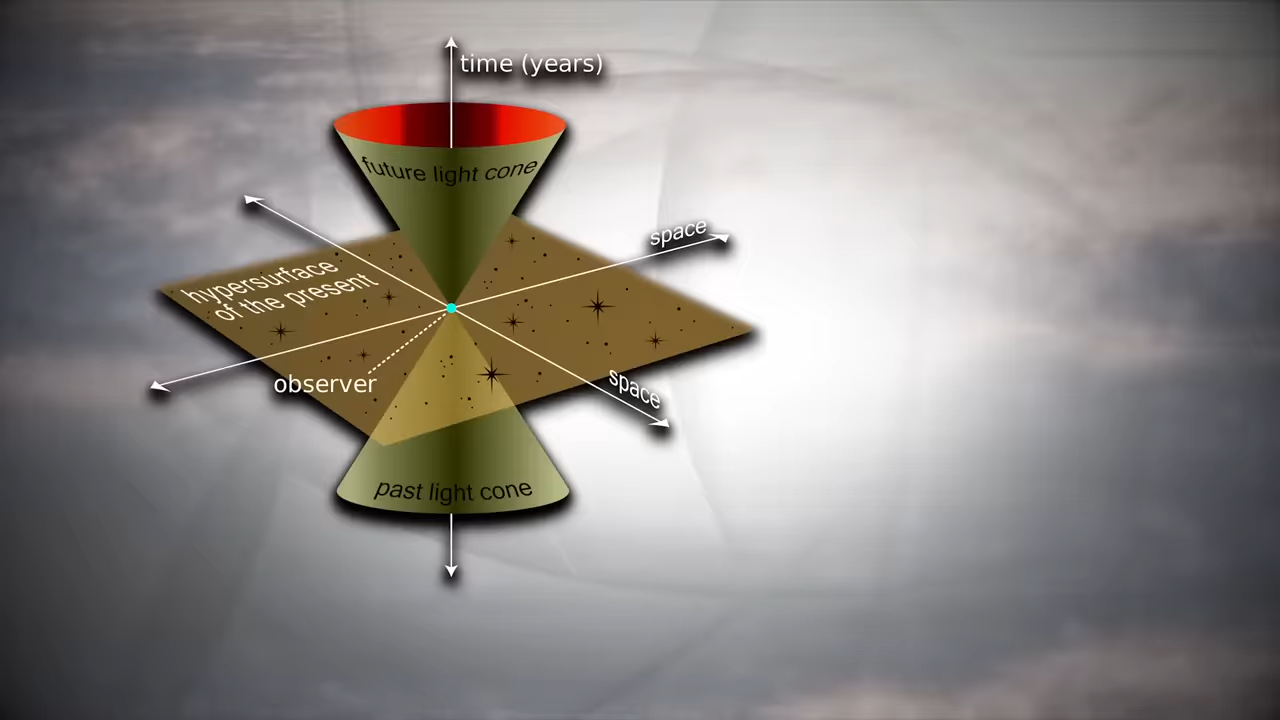 time (years)
future light cone
space
hypersurface
of the present
observer
space
past light cone